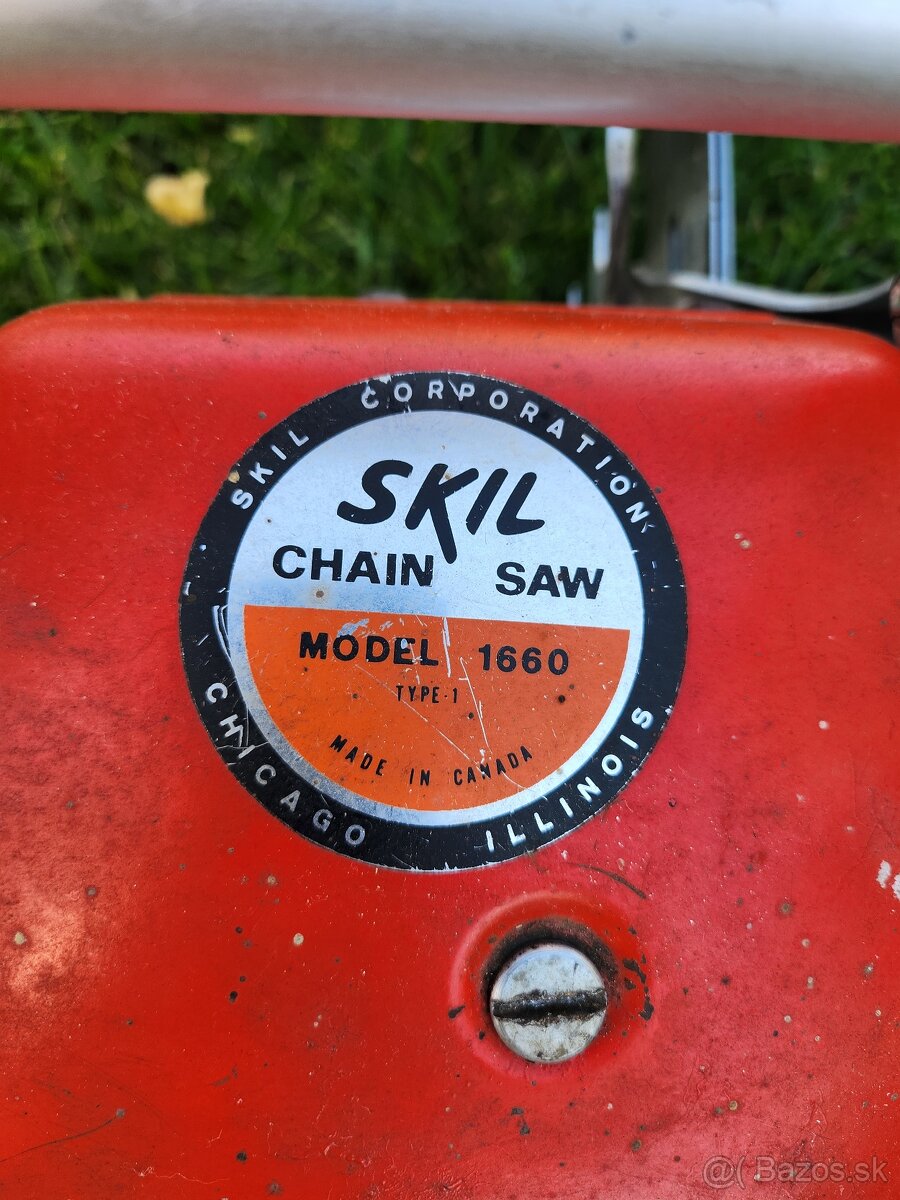 SKIL CORPORATION
SKIL
CHAIN SAW
MODEL 1660
TYPE-1
MADE IN CANADA
CHICAGO ILLINOIS
@( Bazos.sk